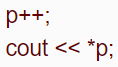 p++;
cout << *p;